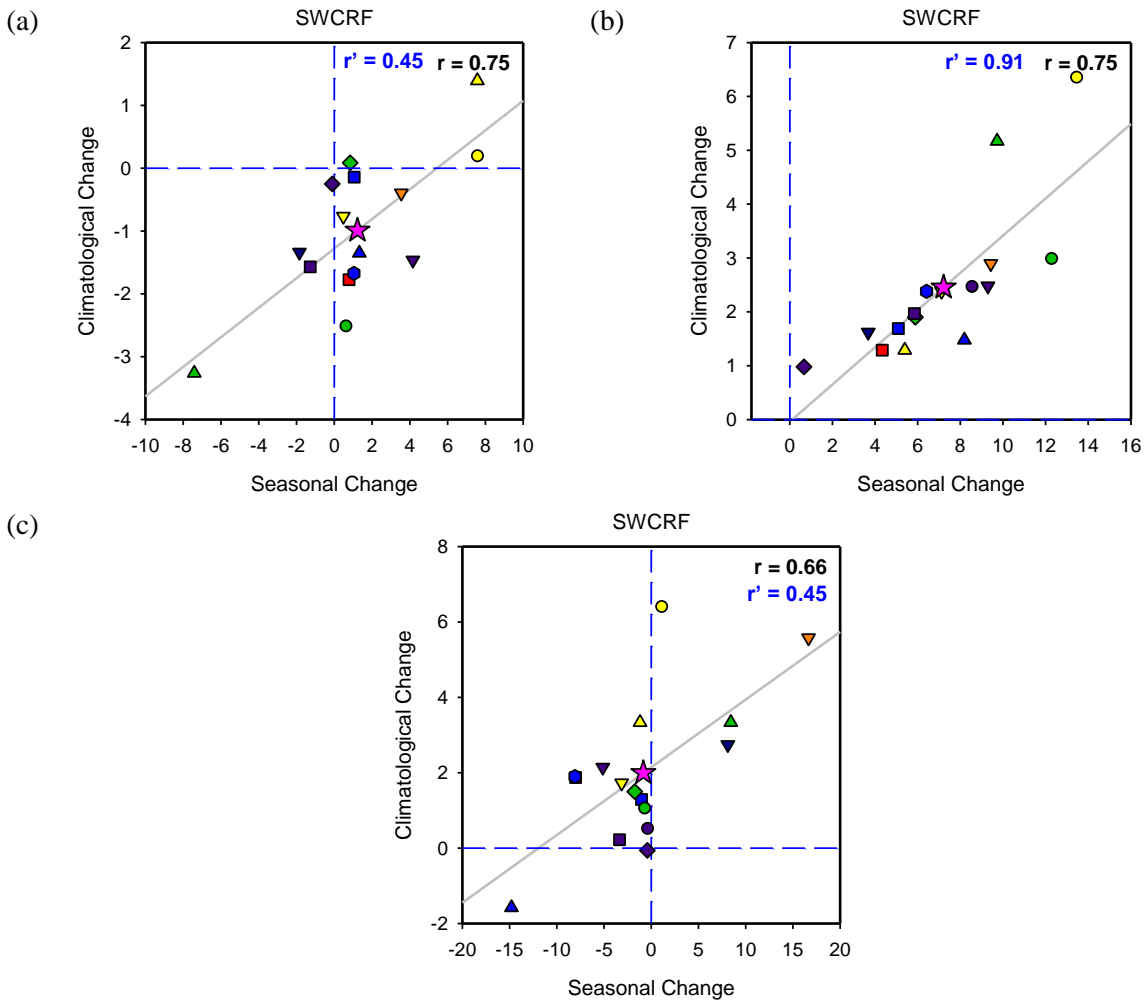 (a)
SWCRF
r’ = 0.45 r = 0.75
2
1
0
-1
-2
-3
-4
Climatological Change
-10 -8 -6 -4 -2 0 2 4 6 8 10
Seasonal Change
(b)
SWCRF
r’ = 0.91 r = 0.75
7
6
5
4
3
2
1
0
Climatological Change
0 2 4 6 8 10 12 14 16
Seasonal Change
(c)
SWCRF
r = 0.66
r’ = 0.45
8
6
4
2
0
-2
Climatological Change
-20 -15 -10 -5 0 5 10 15 20
Seasonal Change